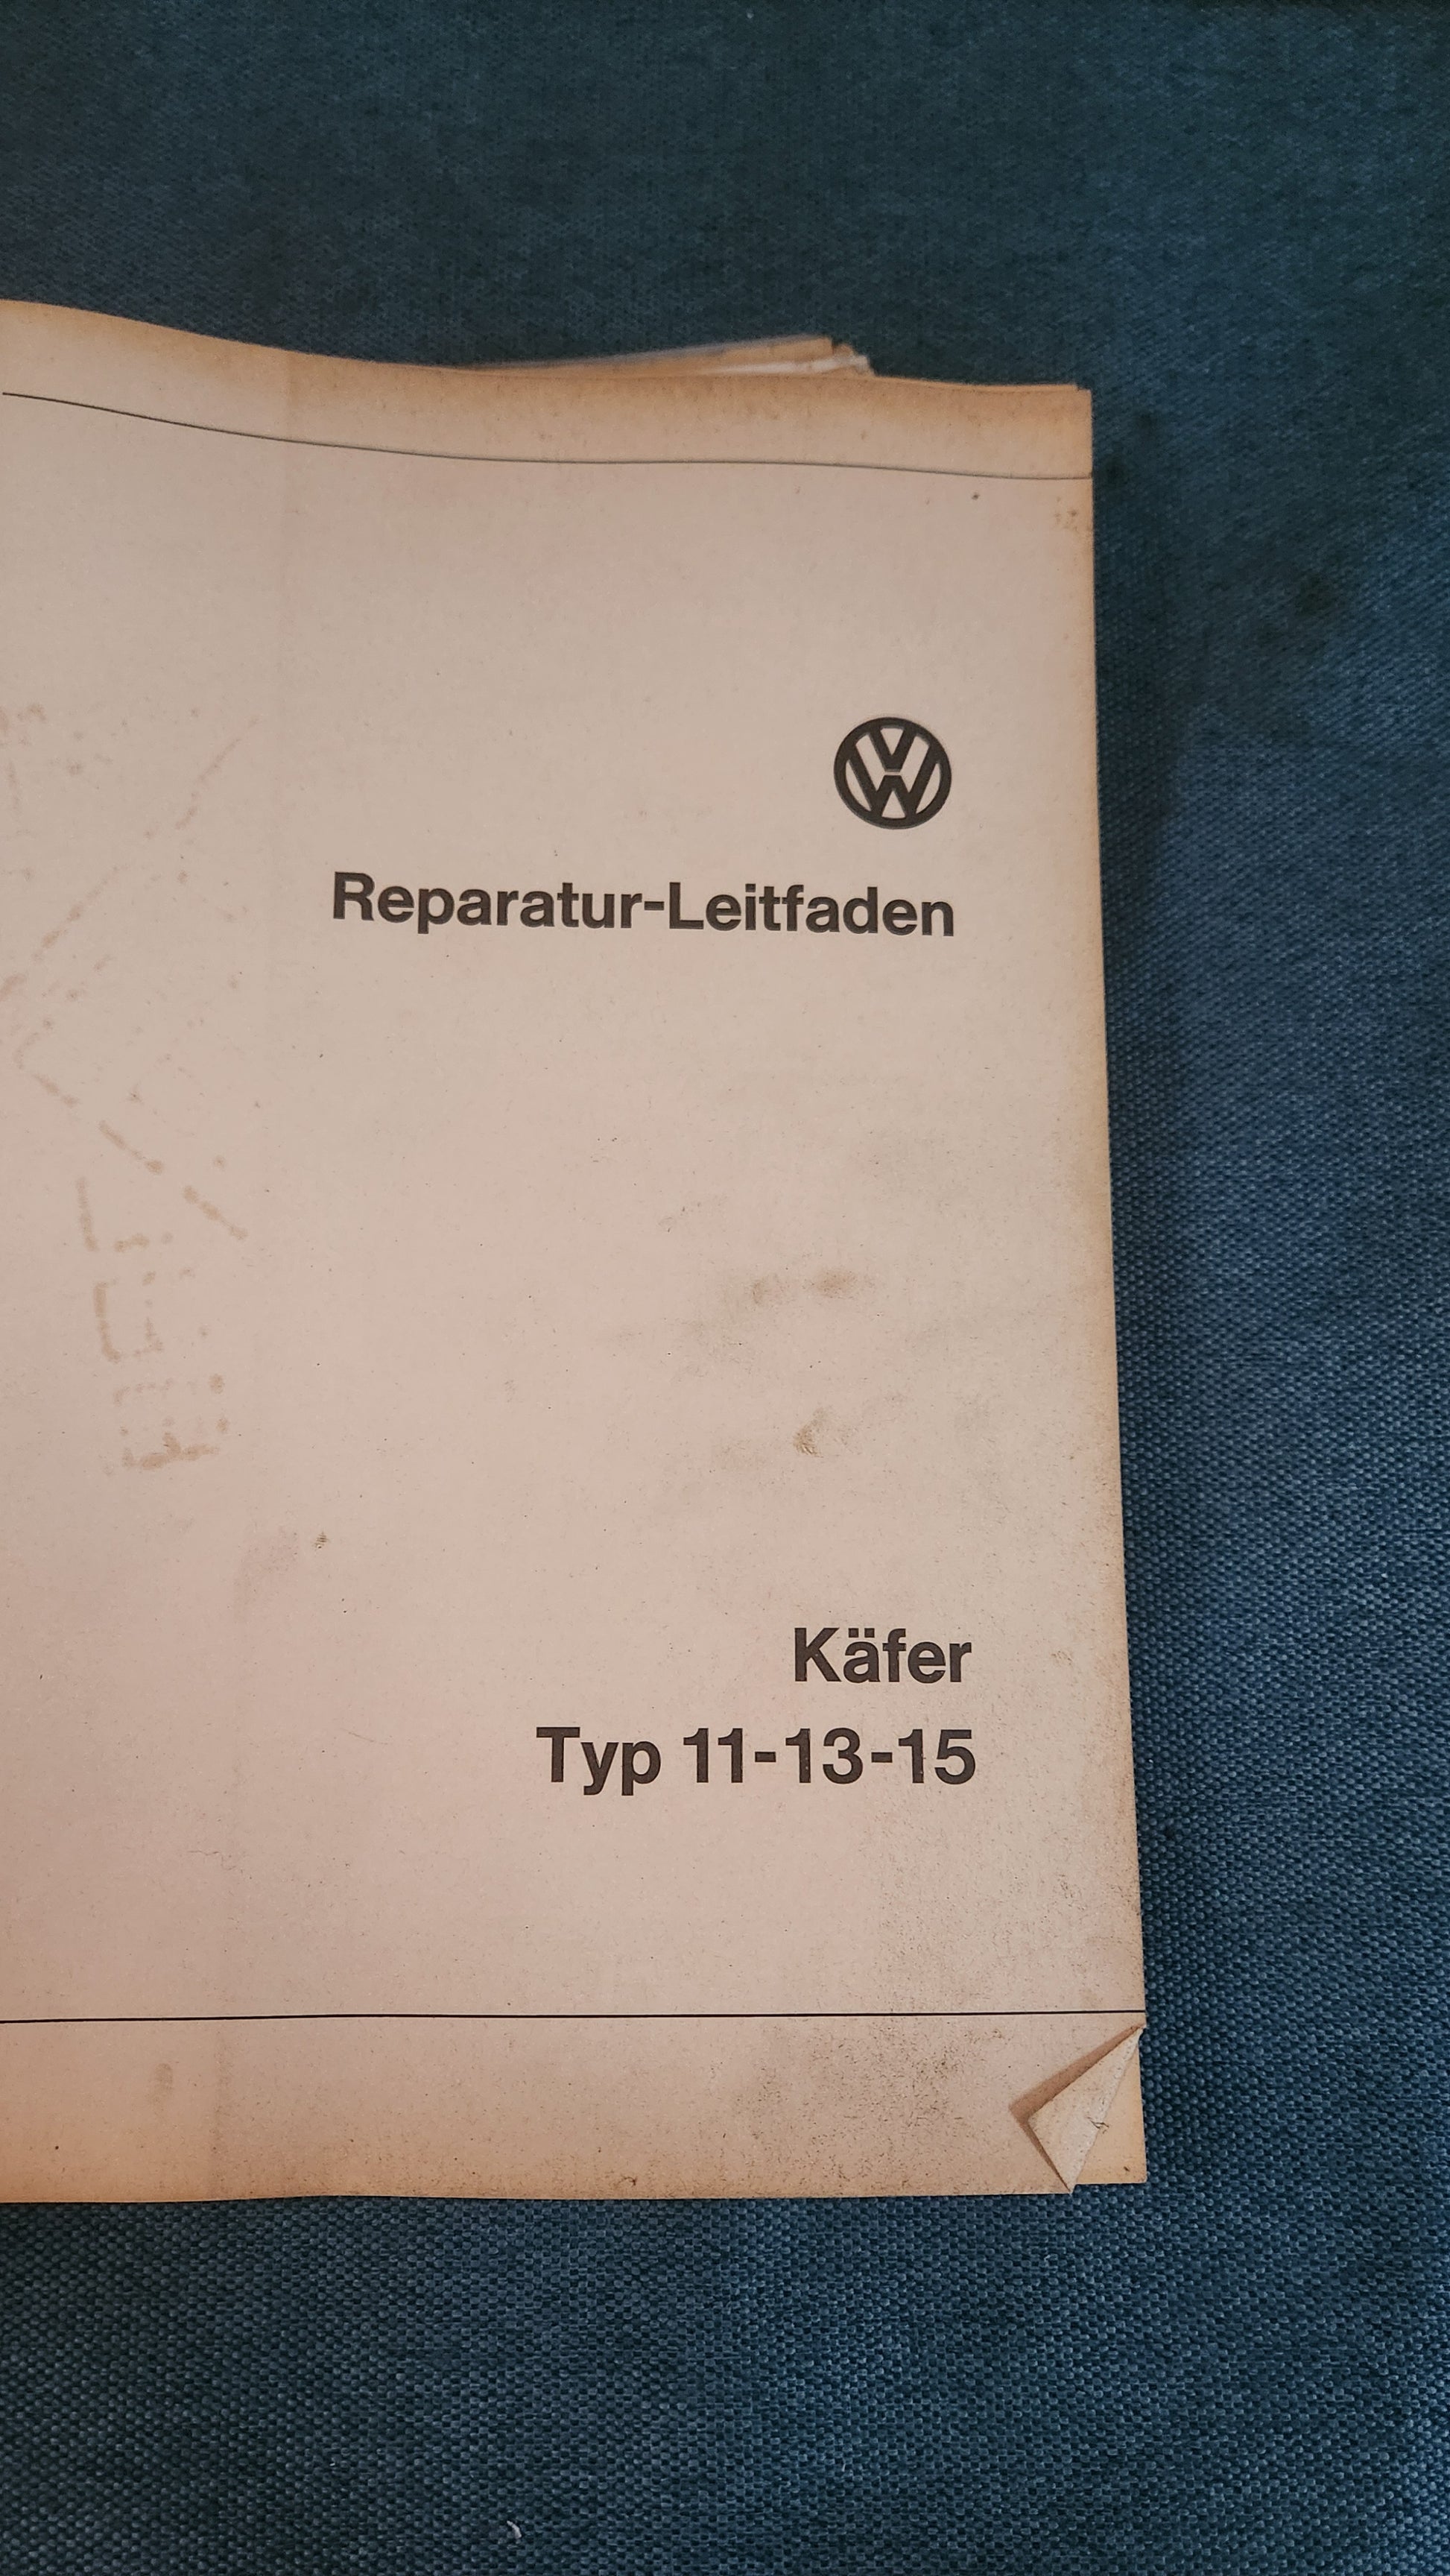 Reparatur-Leitfaden
Käfer
Typ 11-13-15